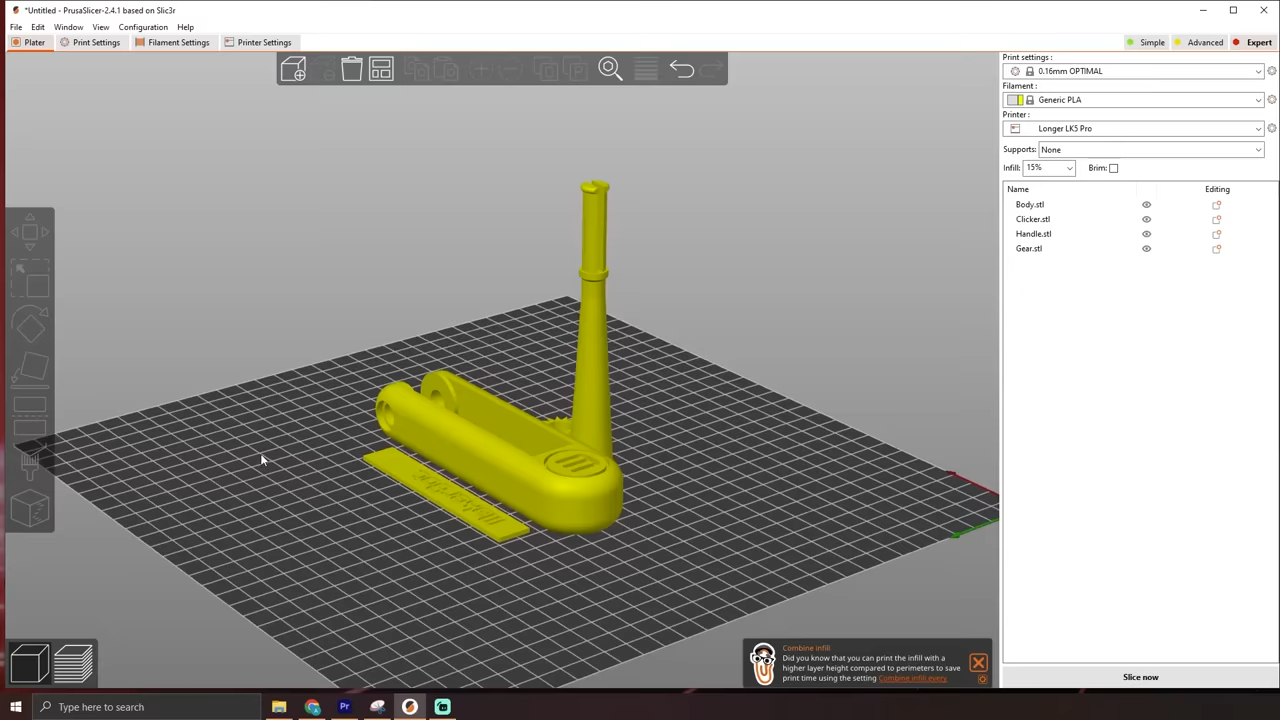 *Untitled - PrusaSlicer-2.4.1 based on Slic3r
File Edit Window View Configuration Help
Plater Print Settings Filament Settings Printer Settings Simple Advanced Expert
Print settings:
0.16mm OPTIMAL
Filament :
Generic PLA
Printer :
Longer LK5 Pro
Supports: None
Infill: 15% Brim:
Name Editing
Body.stl
Clicker.stl
Handle.stl
Gear.stl
Combine infill
Did you know that you can print the infill with a
higher layer height compared to perimeters to save
print time using the setting Combine infill every
Slice now
Type here to search